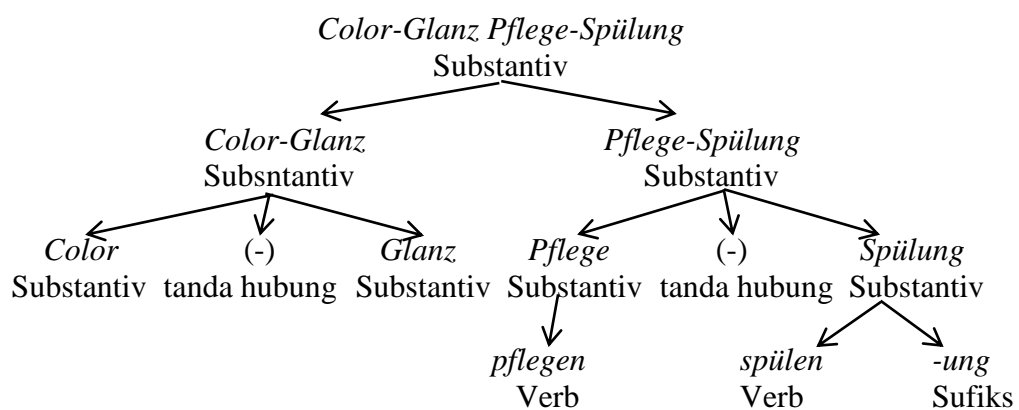 Color-Glanz Pflege-Spülung
Substantiv
Color-Glanz Pflege-Spülung
Subsntantiv Substantiv
Color (-) Glanz Pflege (-) Spülung
Substantiv tanda hubung Substantiv Substantiv tanda hubung Substantiv
pflegen spülen -ung
Verb Verb Sufiks